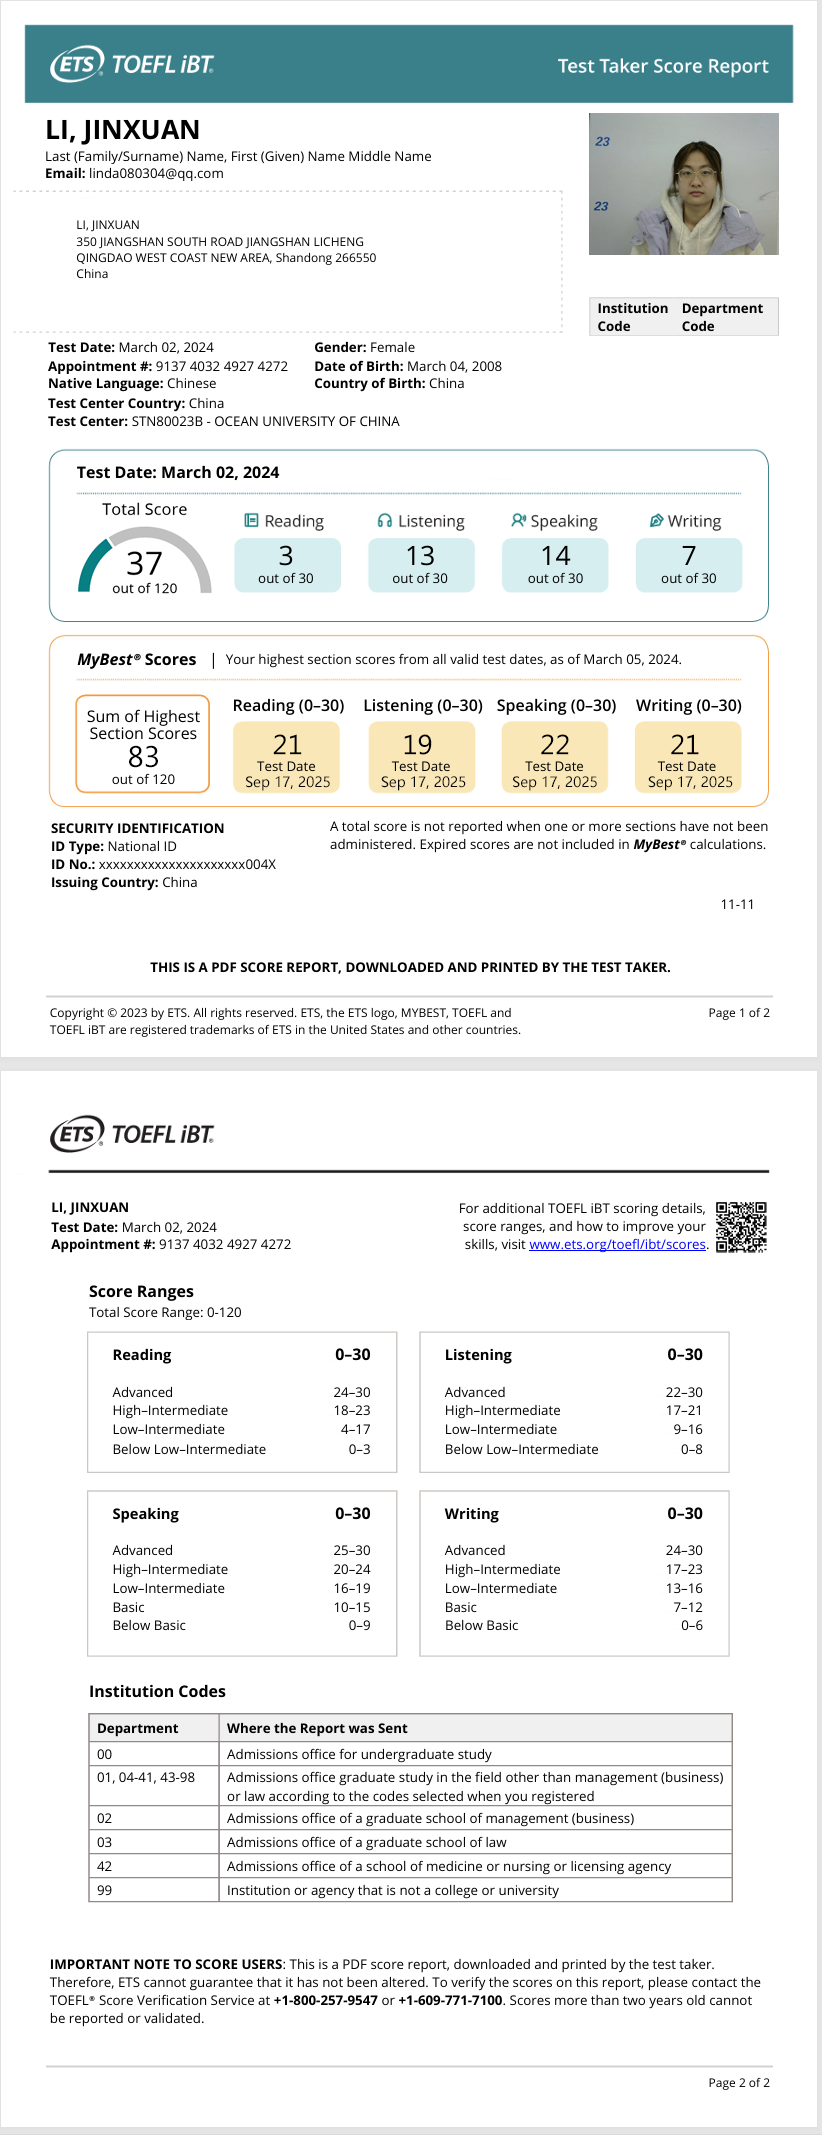 ETS TOEFL iBT®
Test Taker Score Report
LI, JINXUAN
Last (Family/Surname) Name, First (Given) Name Middle Name
Email: linda080304@qq.com
23
23
LI, JINXUAN
350 JIANGSHAN SOUTH ROAD JIANGSHAN LICHENG
QINGDAO WEST COAST NEW AREA, Shandong 266550
China
Institution Code
Department Code
Test Date: March 02, 2024
Gender: Female
Appointment #: 9137 4032 4927 4272
Date of Birth: March 04, 2008
Native Language: Chinese
Country of Birth: China
Test Center Country: China
Test Center: STN80023B - OCEAN UNIVERSITY OF CHINA
Test Date: March 02, 2024
Total Score
37
out of 120
Reading
3
out of 30
Listening
13
out of 30
Speaking
14
out of 30
Writing
7
out of 30
MyBest® Scores | Your highest section scores from all valid test dates, as of March 05, 2024.
Sum of Highest
Section Scores
83
out of 120
Reading (0–30)
21
Test Date
Sep 17, 2025
Listening (0–30)
19
Test Date
Sep 17, 2025
Speaking (0–30)
22
Test Date
Sep 17, 2025
Writing (0–30)
21
Test Date
Sep 17, 2025
SECURITY IDENTIFICATION
ID Type: National ID
ID No.: xxxxxxxxxxxxxxxxxxxxx004X
Issuing Country: China
A total score is not reported when one or more sections have not been
administered. Expired scores are not included in MyBest® calculations.
11-11
THIS IS A PDF SCORE REPORT, DOWNLOADED AND PRINTED BY THE TEST TAKER.
Copyright © 2023 by ETS. All rights reserved. ETS, the ETS logo, MYBEST, TOEFL and
TOEFL iBT are registered trademarks of ETS in the United States and other countries.
Page 1 of 2
ETS® TOEFL iBT®
LI, JINXUAN
Test Date: March 02, 2024
Appointment #: 9137 4032 4927 4272
For additional TOEFL iBT scoring details,
score ranges, and how to improve your
skills, visit www.ets.org/toefl/ibt/scores.
Score Ranges
Total Score Range: 0-120
Reading 0–30
Advanced 24–30
High–Intermediate 18–23
Low–Intermediate 4–17
Below Low–Intermediate 0–3
Listening 0–30
Advanced 22–30
High–Intermediate 17–21
Low–Intermediate 9–16
Below Low–Intermediate 0–8
Speaking 0–30
Advanced 25–30
High–Intermediate 20–24
Low–Intermediate 16–19
Basic 10–15
Below Basic 0–9
Writing 0–30
Advanced 24–30
High–Intermediate 17–23
Low–Intermediate 13–16
Basic 7–12
Below Basic 0–6
Institution Codes
Department Where the Report was Sent
00 Admissions office for undergraduate study
01, 04-41, 43-98 Admissions office graduate study in the field other than management (business)
or law according to the codes selected when you registered
02 Admissions office of a graduate school of management (business)
03 Admissions office of a graduate school of law
42 Admissions office of a school of medicine or nursing or licensing agency
99 Institution or agency that is not a college or university
IMPORTANT NOTE TO SCORE USERS: This is a PDF score report, downloaded and printed by the test taker.
Therefore, ETS cannot guarantee that it has not been altered. To verify the scores on this report, please contact the
TOEFL® Score Verification Service at +1-800-257-9547 or +1-609-771-7100. Scores more than two years old cannot
be reported or validated.
Page 2 of 2